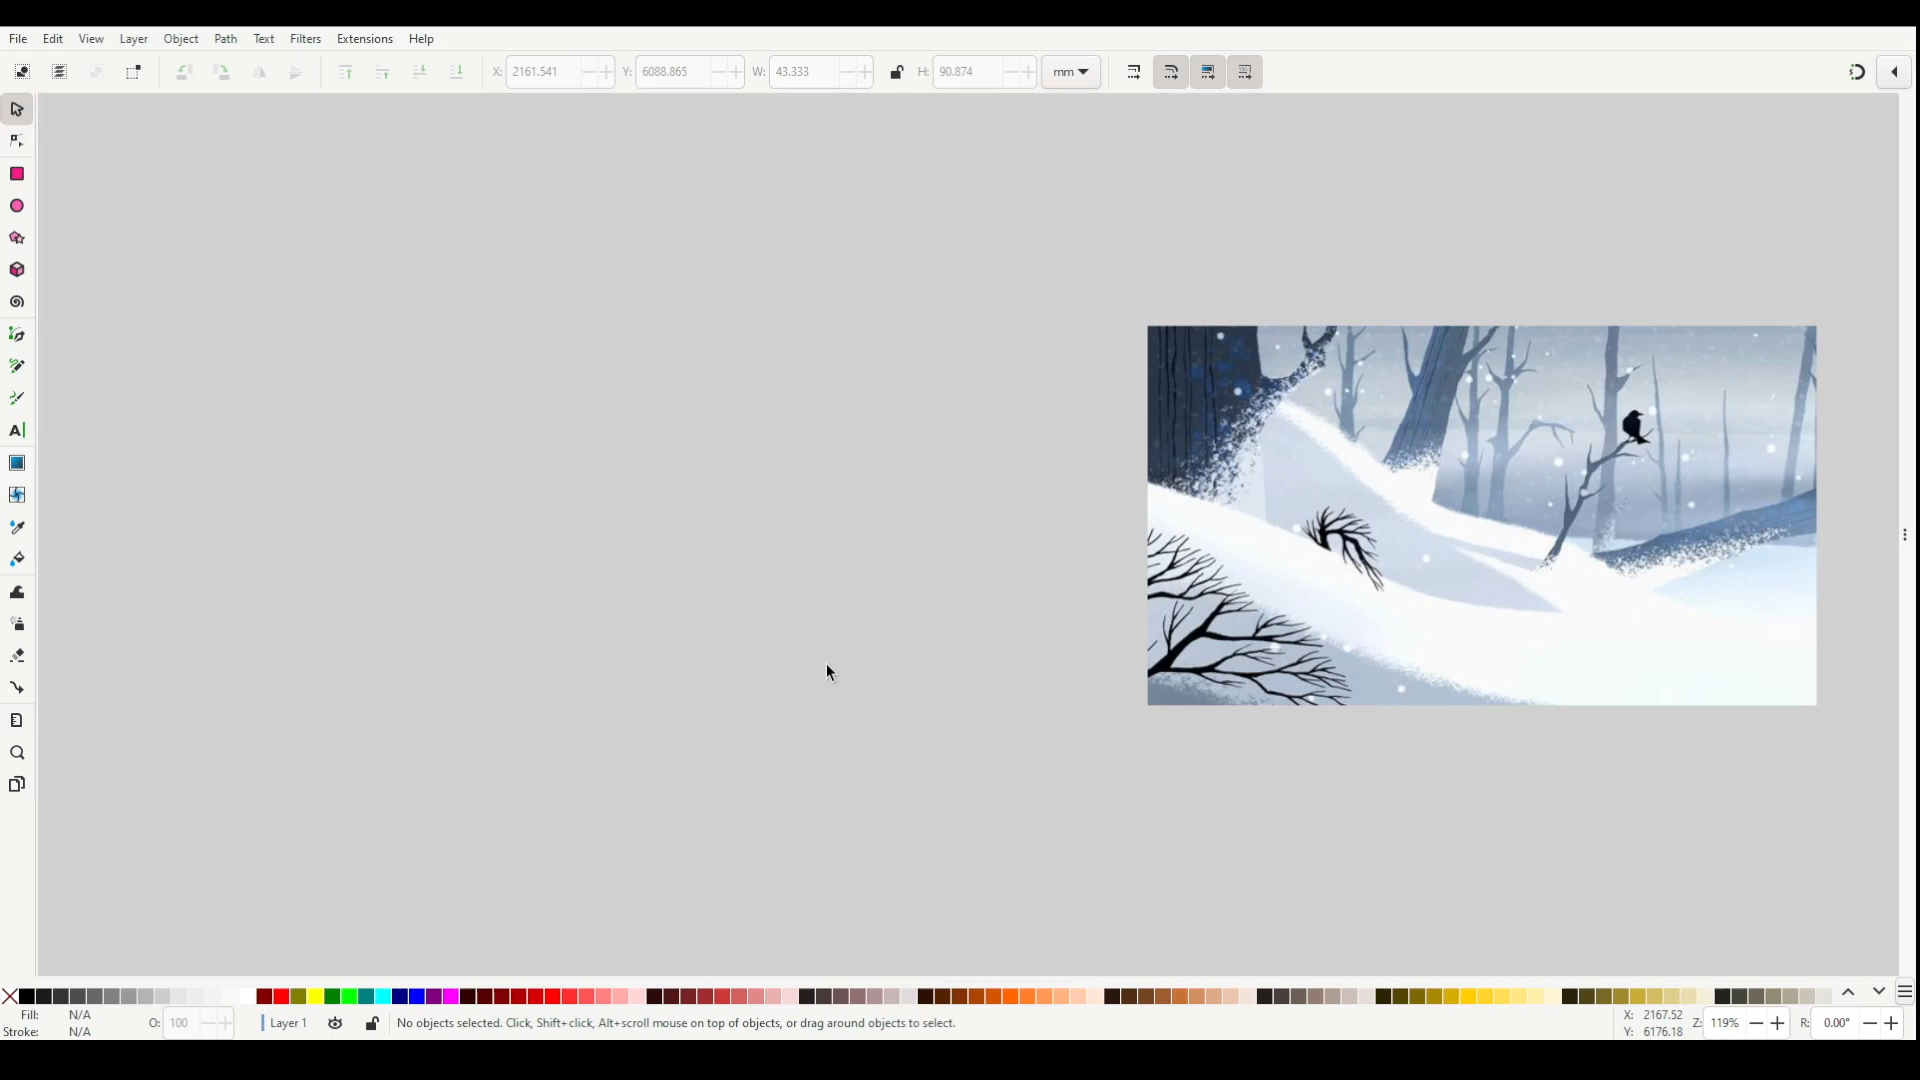 File Edit View Layer Object Path Text Filters Extensions Help
X: 2161.541 Y: 6088.865 W: 43.333 H: 90.874 mm
Fill: N/A O: 100 Layer 1 No objects selected. Click, Shift+click, Alt+scroll mouse on top of objects, or drag around objects to select. X: 2167.52 Z: 119% R: 0.00°
Stroke: N/A Y: 6176.18